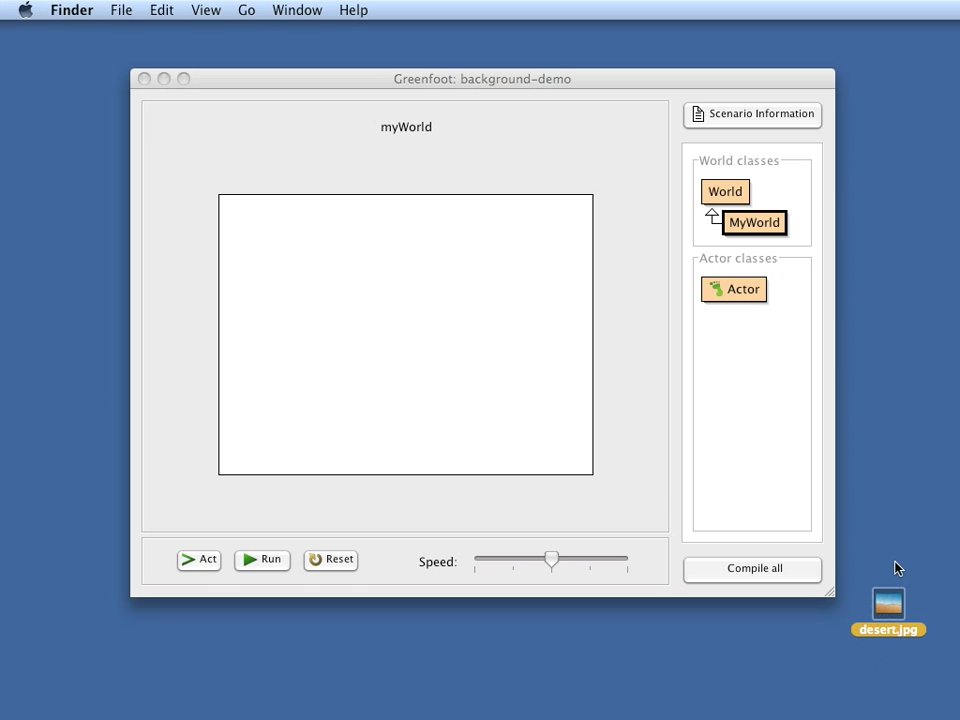 Finder File Edit View Go Window Help
Greenfoot: background-demo
myWorld
Scenario Information
World classes
World
MyWorld
Actor classes
Actor
Act Run Reset Speed:
Compile all
desert.jpg